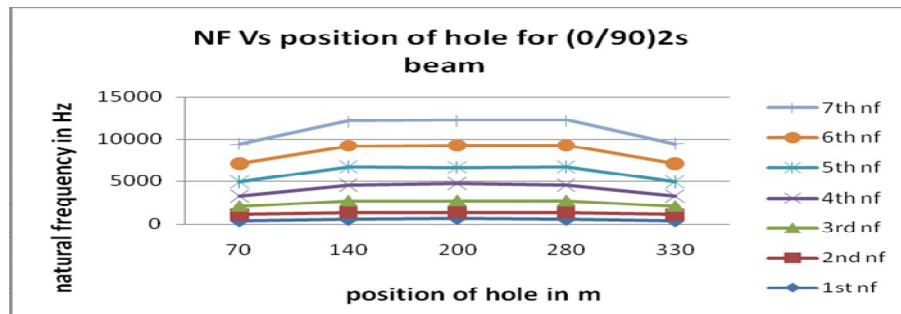 NF Vs position of hole for (0/90)2s
beam
natural frequency in Hz
15000
10000
5000
0
70 140 200 280 330
position of hole in m
7th nf
6th nf
5th nf
4th nf
3rd nf
2nd nf
1st nf